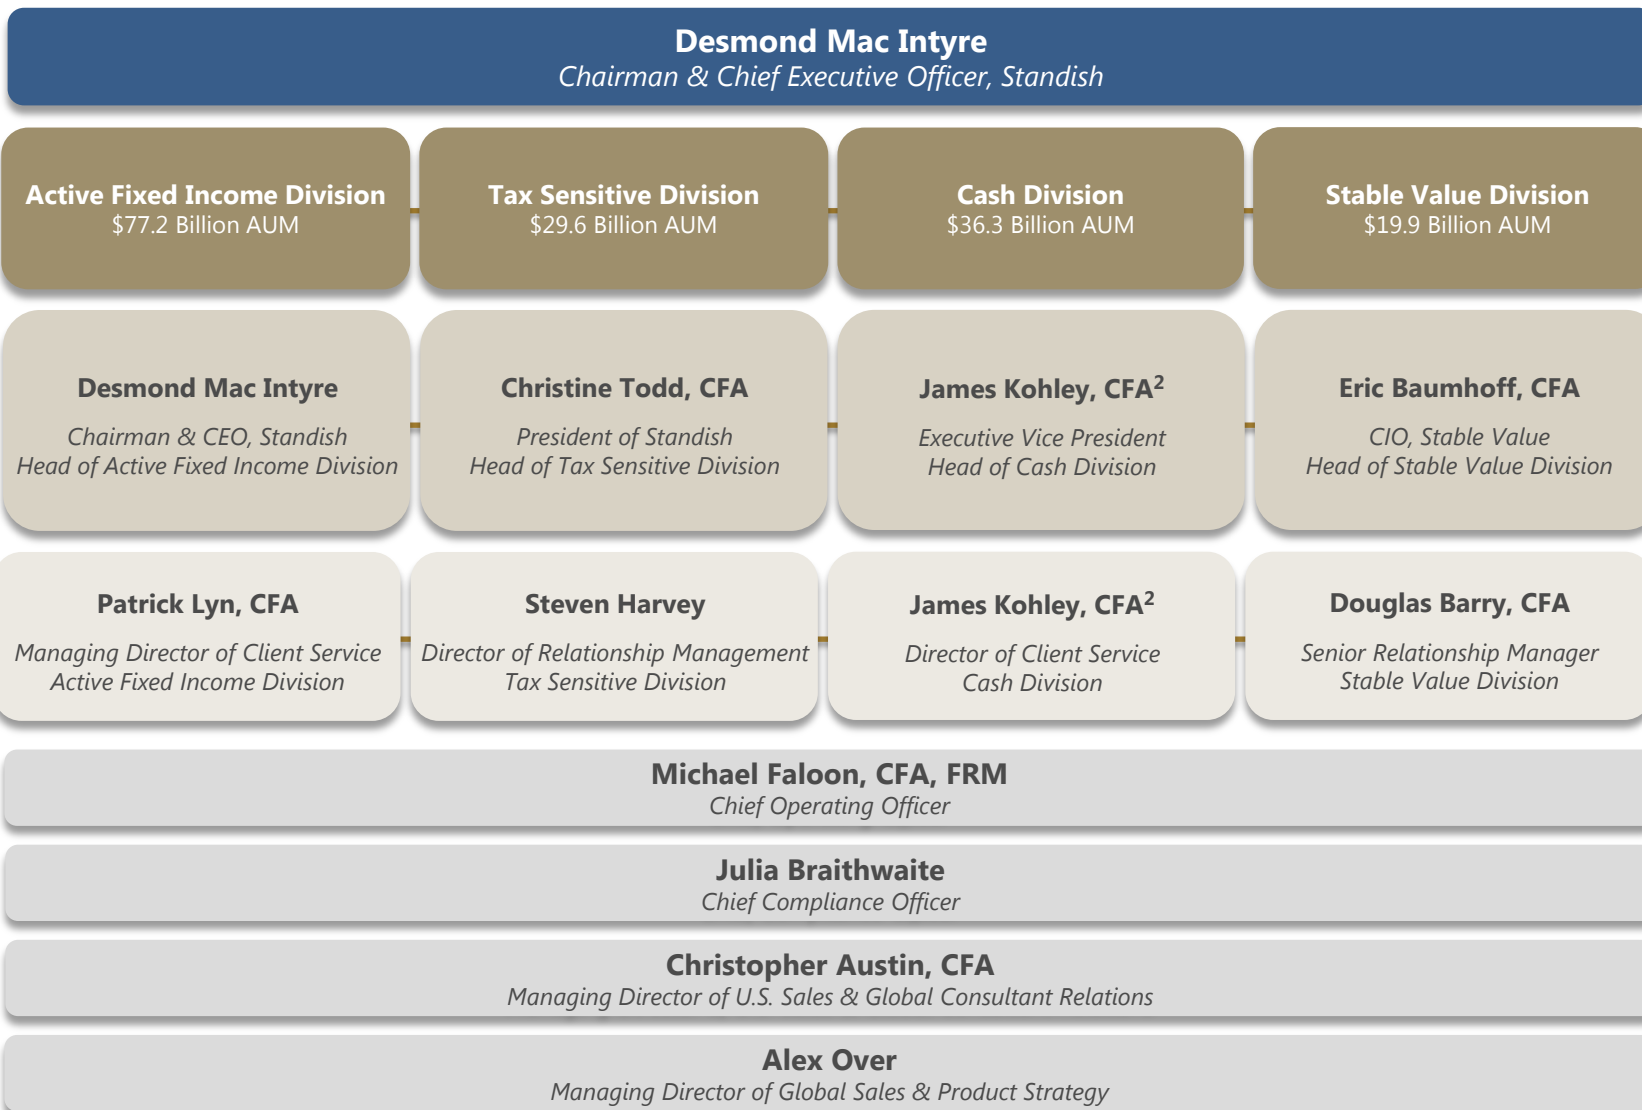 Desmond Mac Intyre
Chairman & Chief Executive Officer, Standish
Active Fixed Income Division
$77.2 Billion AUM
Tax Sensitive Division
$29.6 Billion AUM
Cash Division
$36.3 Billion AUM
Stable Value Division
$19.9 Billion AUM
Desmond Mac Intyre
Chairman & CEO, Standish
Head of Active Fixed Income Division
Christine Todd, CFA
President of Standish
Head of Tax Sensitive Division
James Kohley, CFA²
Executive Vice President
Head of Cash Division
Eric Baumhoff, CFA
CIO, Stable Value
Head of Stable Value Division
Patrick Lyn, CFA
Managing Director of Client Service
Active Fixed Income Division
Steven Harvey
Director of Relationship Management
Tax Sensitive Division
James Kohley, CFA²
Director of Client Service
Cash Division
Douglas Barry, CFA
Senior Relationship Manager
Stable Value Division
Michael Faloon, CFA, FRM
Chief Operating Officer
Julia Braithwaite
Chief Compliance Officer
Christopher Austin, CFA
Managing Director of U.S. Sales & Global Consultant Relations
Alex Over
Managing Director of Global Sales & Product Strategy